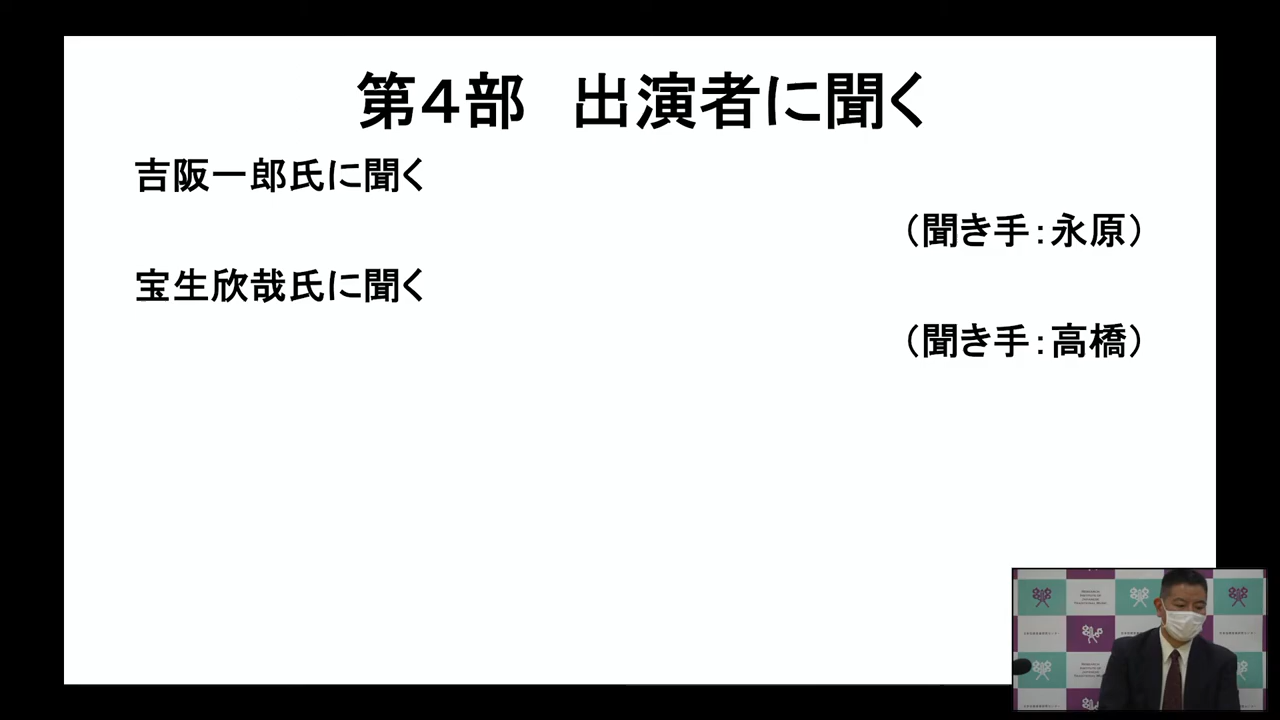 第４部　出演者に聞く
吉阪一郎氏に聞く
（聞き手：永原）
宝生欣哉氏に聞く
（聞き手：高橋）